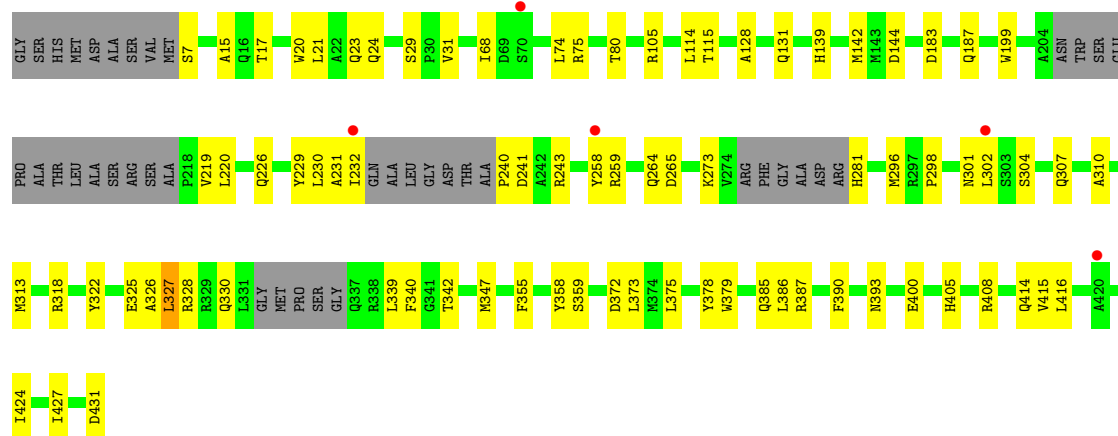 GLY SER HIS MET ASP ALA SER VAL MET S7 A15 Q16 T17 W20 L21 A22 Q23 Q24 S29 P30 V31 I68 D69 S70 L74 R75 T80 R105 L114 T115 A128 Q131 H139 M142 M143 D144 D183 Q187 W199 A204 ASN TRP SER GLU
PRO ALA THR LEU ALA SER ARG SER ALA P218 V219 L220 Q226 Y229 L230 A231 I232 GLN ALA LEU GLY ASP THR ALA P240 D241 A242 R243 Y258 R259 Q264 D265 K273 V274 ARG PHE GLY ALA ASP ARG H281 M296 R297 P298 N301 L302 S303 S304 Q307 A310
M313 R318 Y322 E325 A326 L327 R328 R329 Q330 L331 GLY MET PRO SER GLY Q337 R338 L339 F340 G341 T342 M347 F355 Y358 S359 D372 L373 M374 L375 Y378 W379 Q385 L386 R387 F390 N393 E400 H405 R408 Q414 V415 L416 A420
I424 I427 D431